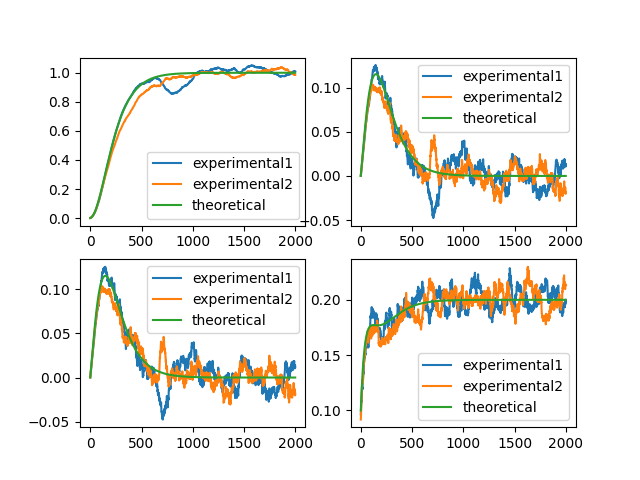 1.0
0.8
0.6
0.4
0.2
0.0
experimental1
experimental2
theoretical
0 500 1000 1500 2000
0.10
0.05
0.00
−0.05
experimental1
experimental2
theoretical
0 500 1000 1500 2000
0.10
0.05
0.00
−0.05
experimental1
experimental2
theoretical
0 500 1000 1500 2000
0.20
0.15
0.10
experimental1
experimental2
theoretical
0 500 1000 1500 2000